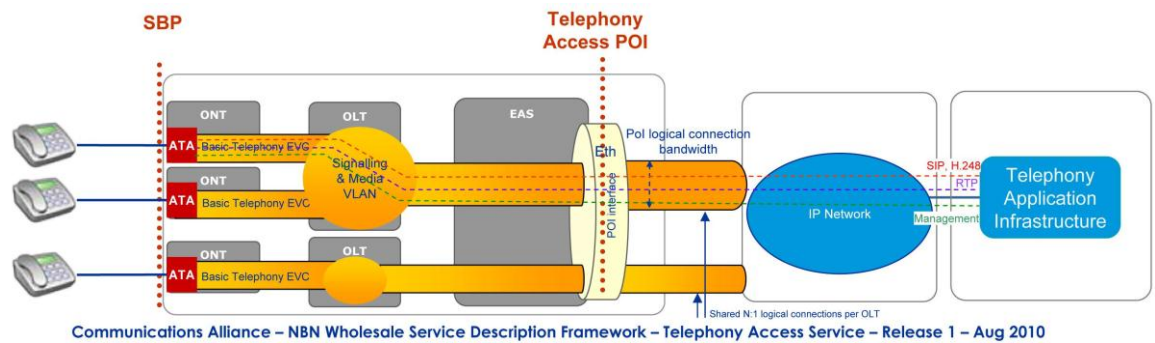 SBP
Telephony
Access POI
ONT
OLT
EAS
ATA
Basic Telephony EVC
Signalling
& Media
VLAN
Eth
PoI logical connection
bandwidth
SIP, H.248
RTP
Management
Telephony
Application
Infrastructure
IP Network
POI interface
ONT
ATA
Basic Telephony EVC
ONT
OLT
ATA
Basic Telephony EVC
Shared N:1 logical connections per OLT
Communications Alliance – NBN Wholesale Service Description Framework – Telephony Access Service – Release 1 – Aug 2010